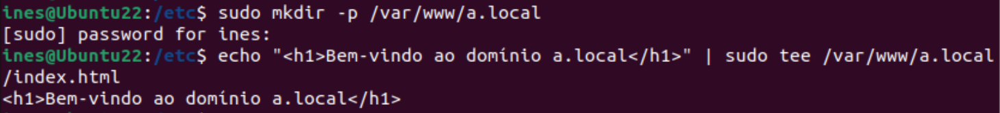 ines@Ubuntu22:/etc$ sudo mkdir -p /var/www/a.local
[sudo] password for ines:
ines@Ubuntu22:/etc$ echo "<h1>Bem-vindo ao domínio a.local</h1>" | sudo tee /var/www/a.local
/index.html
<h1>Bem-vindo ao domínio a.local</h1>